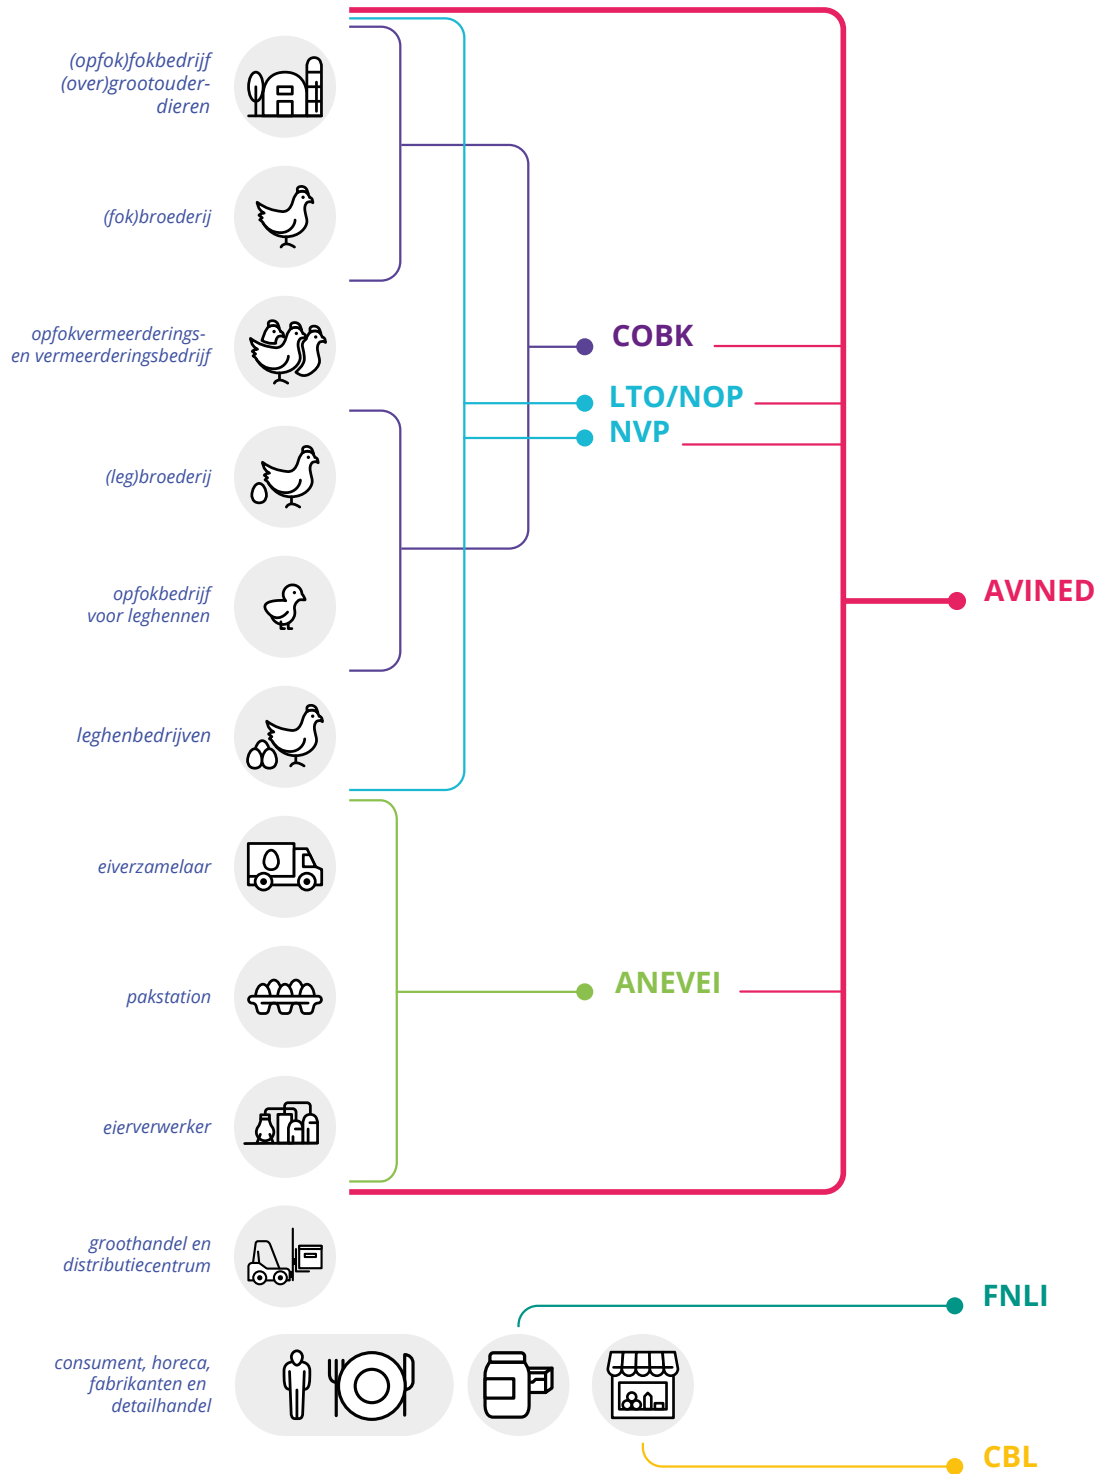 (opfok)fokbedrijf
(over)grootouder-
dieren
(fok)broederij
opfokvermeerderings-
en vermeerderingsbedrijf
COBK
LTO/NOP
NVP
(leg)broederij
opfokbedrijf
voor leghennen
AVINED
leghenbedrijven
eiverzamelaar
pakstation
ANEVEI
eierverwerker
groothandel en
distributiecentrum
FNLI
consument, horeca,
fabrikanten en
detailhandel
CBL